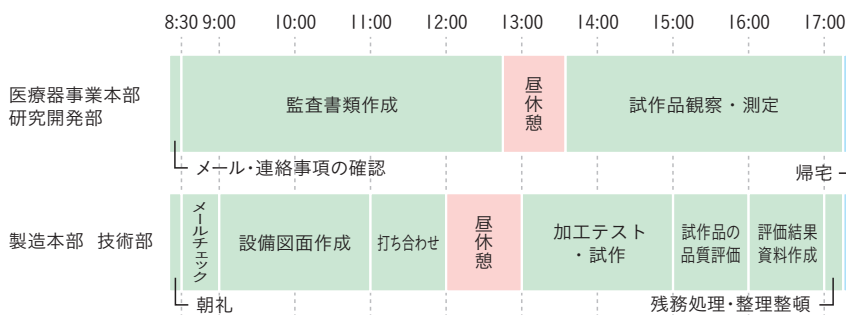 8:30 9:00 10:00 11:00 12:00 13:00 14:00 15:00 16:00 17:00
医療器事業本部
研究開発部
監査書類作成
昼休憩
試作品観察・測定
メール・連絡事項の確認
帰宅
製造本部 技術部
メールチェック
設備図面作成
打ち合わせ
昼休憩
加工テスト
・試作
試作品の
品質評価
評価結果
資料作成
朝礼
残務処理・整理整頓